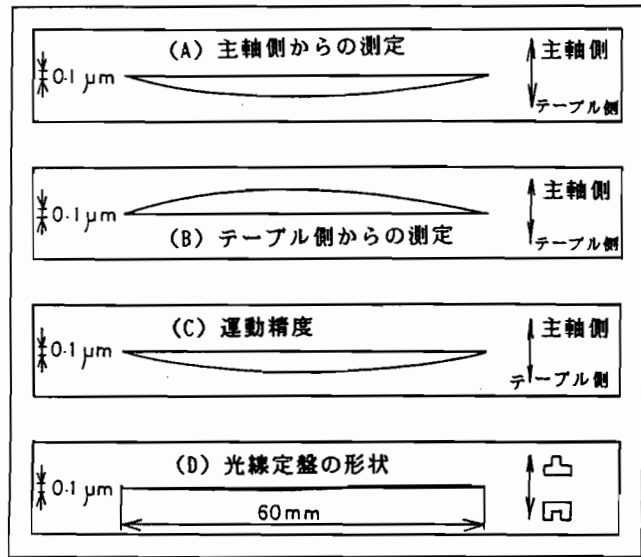 (A) 主軸側からの測定
0.1 μm
主軸側
テーブル側
0.1 μm
主軸側
(B) テーブル側からの測定
テーブル側
(C) 運動精度
0.1 μm
主軸側
テーブル側
(D) 光線定盤の形状
0.1 μm
60mm